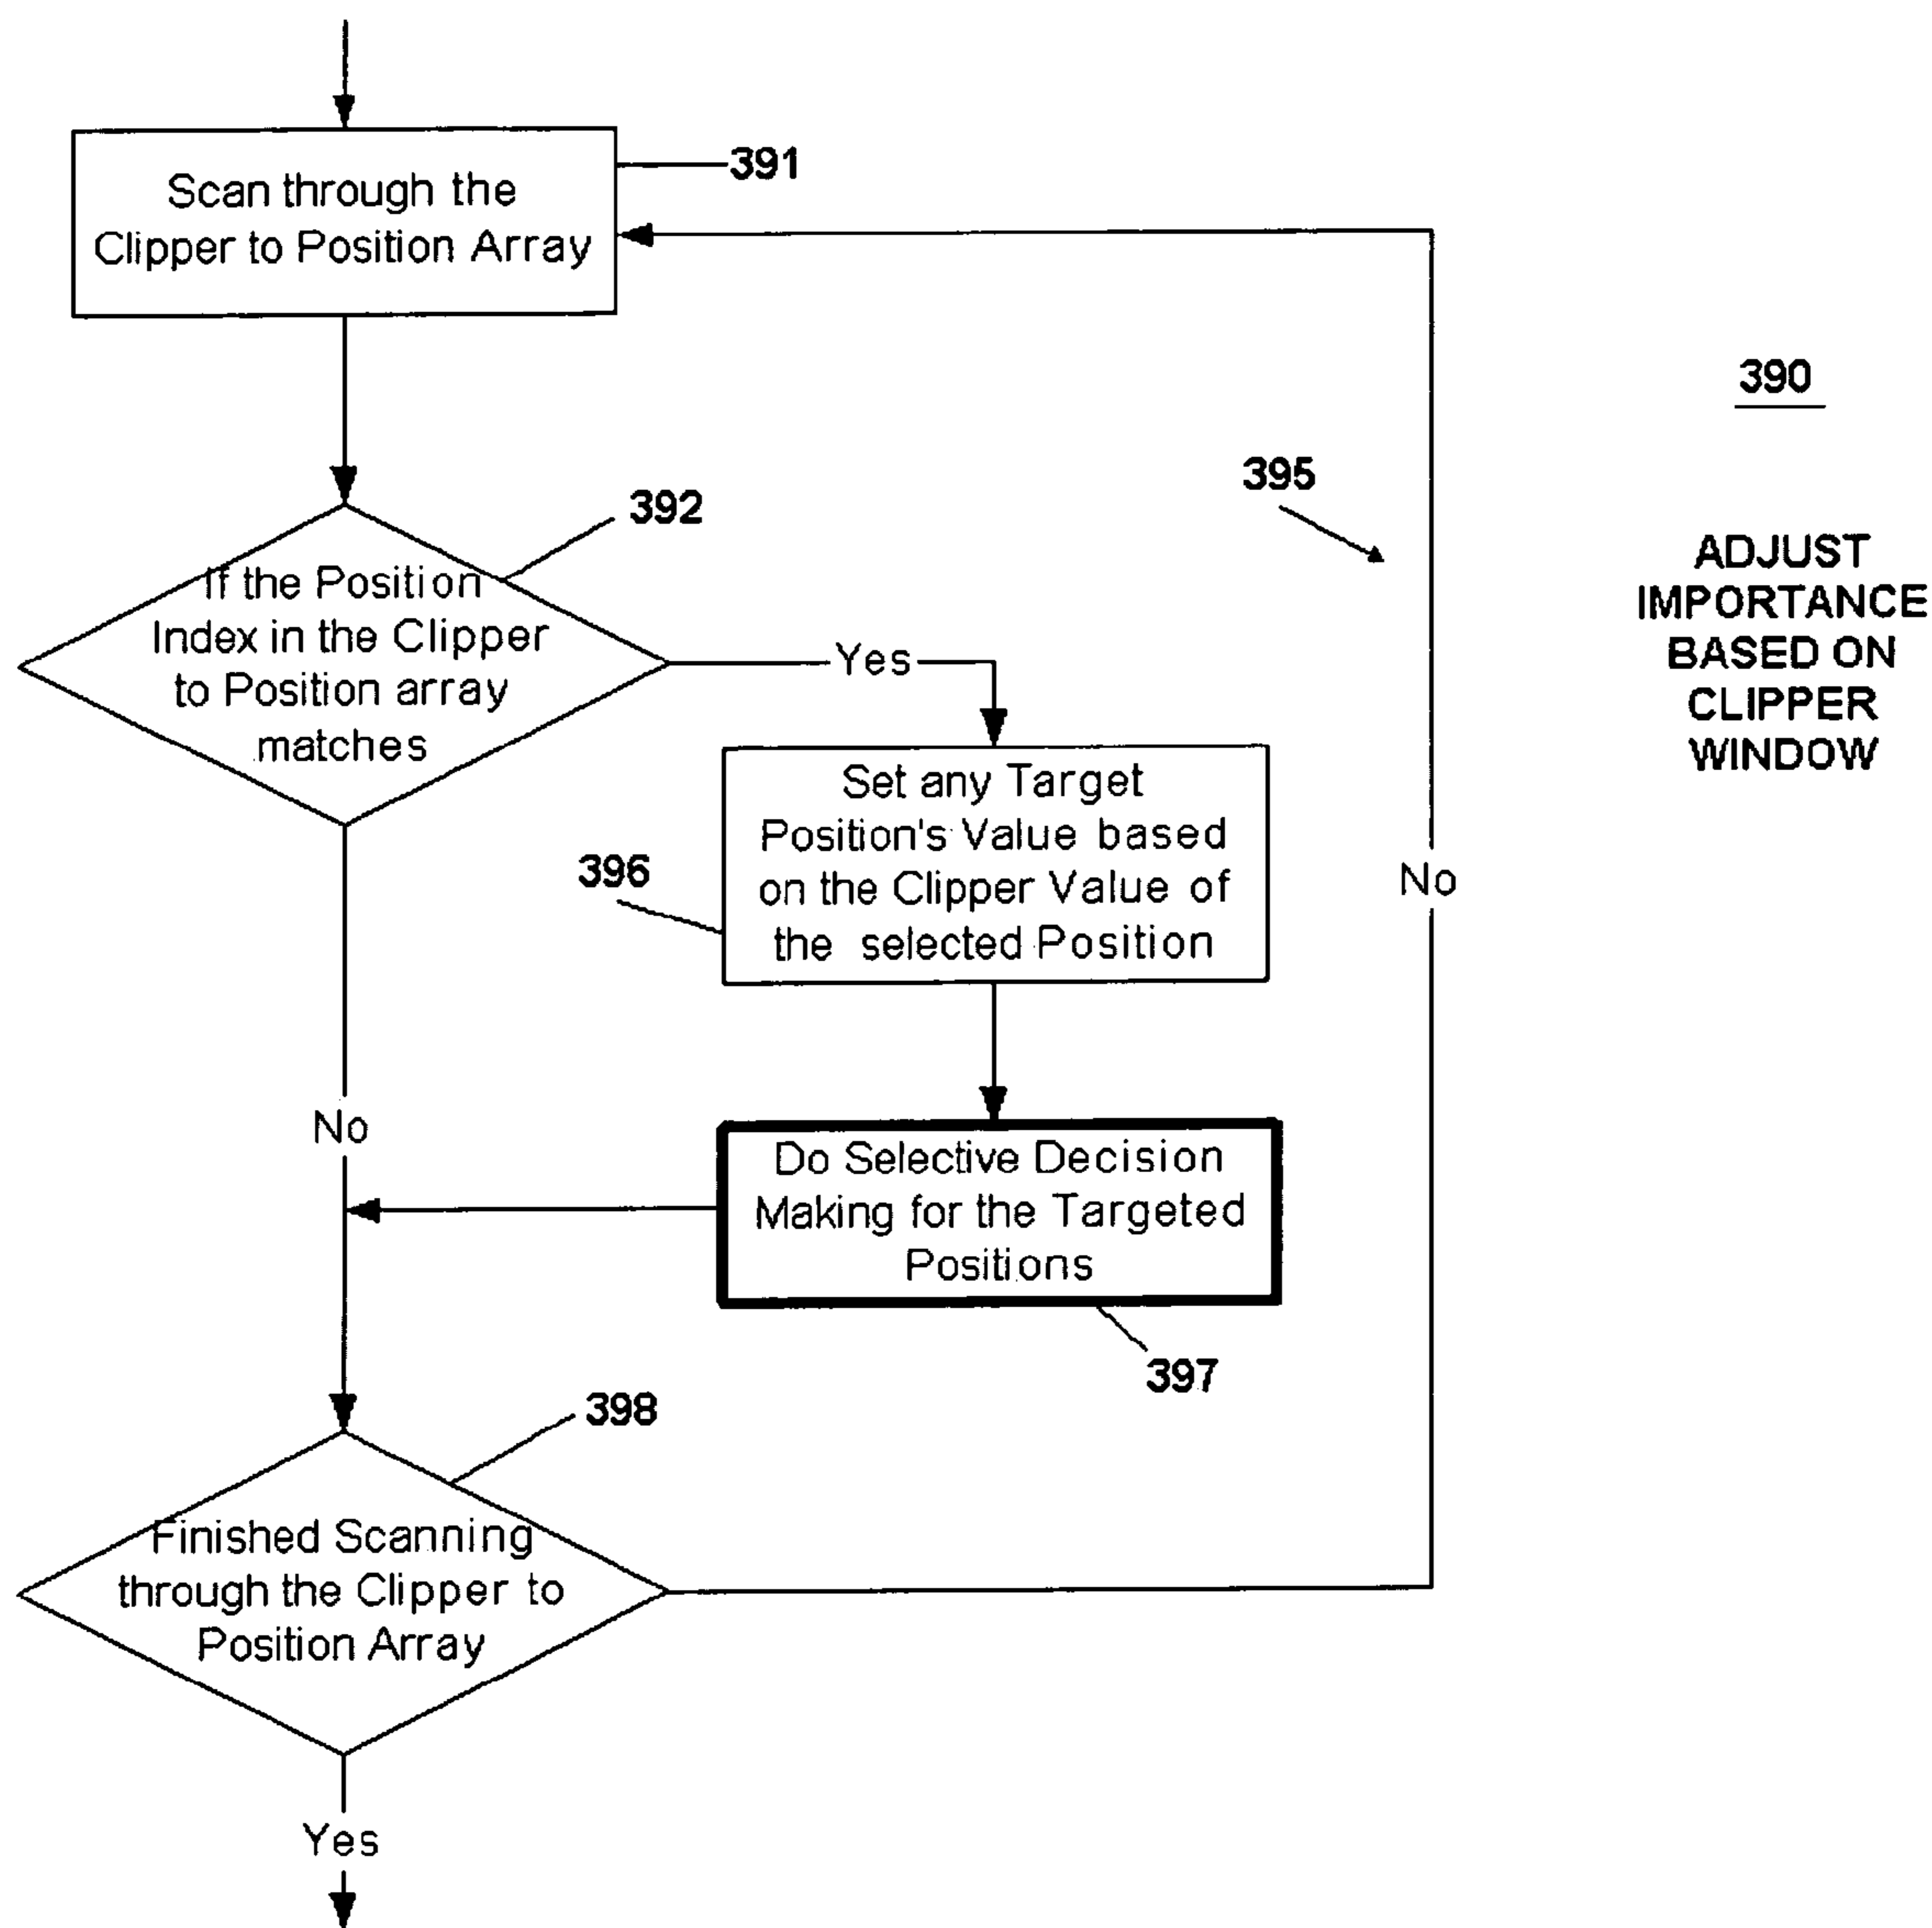 391
Scan through the
Clipper to Position Array
390
395
392
ADJUST
IMPORTANCE
BASED ON
CLIPPER
WINDOW
If the Position
Index in the Clipper
to Position array
matches
Yes
Set any Target
Position's Value based
on the Clipper Value of
the selected Position
396
No
No
Do Selective Decision
Making for the Targeted
Positions
397
398
Finished Scanning
through the Clipper to
Position Array
Yes